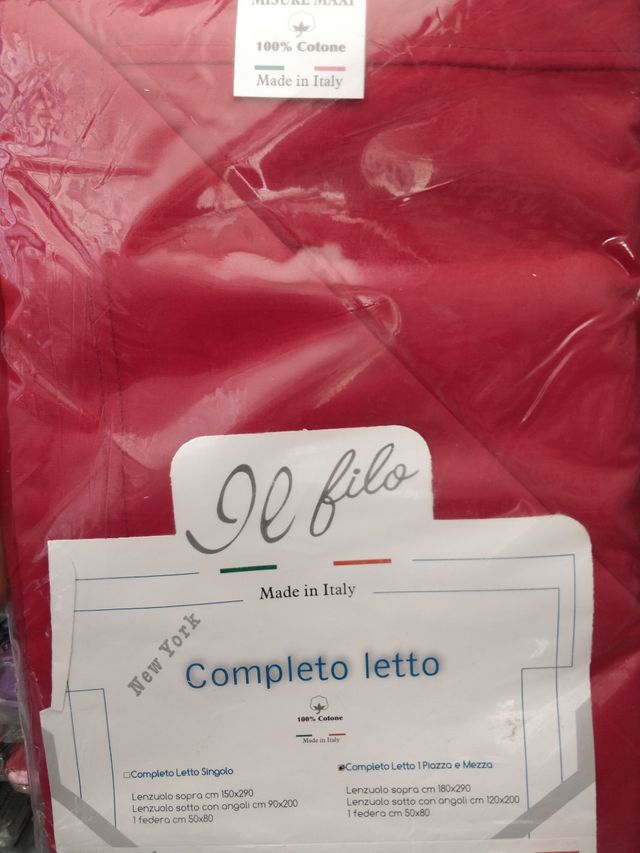 MISURE MAXI
100% Cotone
Made in Italy
Il filo
Made in Italy
New York
Completo letto
100% Cotone
Made in Italy
Completo Letto Singolo
Lenzuolo sopra cm 150x290
Lenzuolo sotto con angoli cm 90x200
1 federa cm 50x80
Completo Letto 1 Piazza e Mezza
Lenzuolo sopra cm 180x290
Lenzuolo sotto con angoli cm 120x200
1 federa cm 50x80